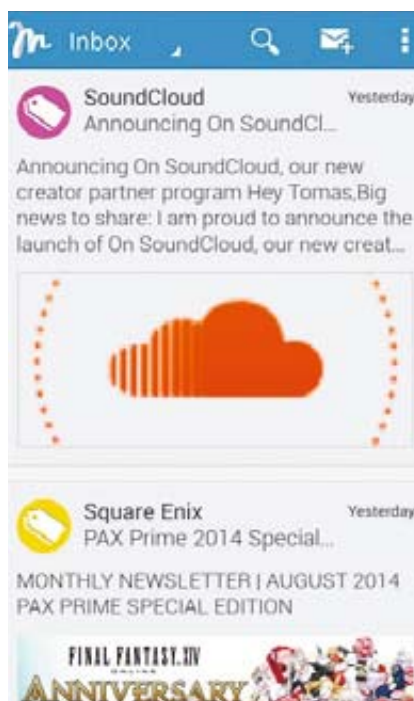 m Inbox
SoundCloud Yesterday
Announcing On SoundCl...
Announcing On SoundCloud, our new
creator partner program Hey Tomas,Big
news to share: I am proud to announce the
launch of On SoundCloud, our new creat...
Square Enix Yesterday
PAX Prime 2014 Special...
MONTHLY NEWSLETTER | AUGUST 2014
PAX PRIME SPECIAL EDITION
FINAL FANTASY XIV
ONLINE
ANNIVERSARY